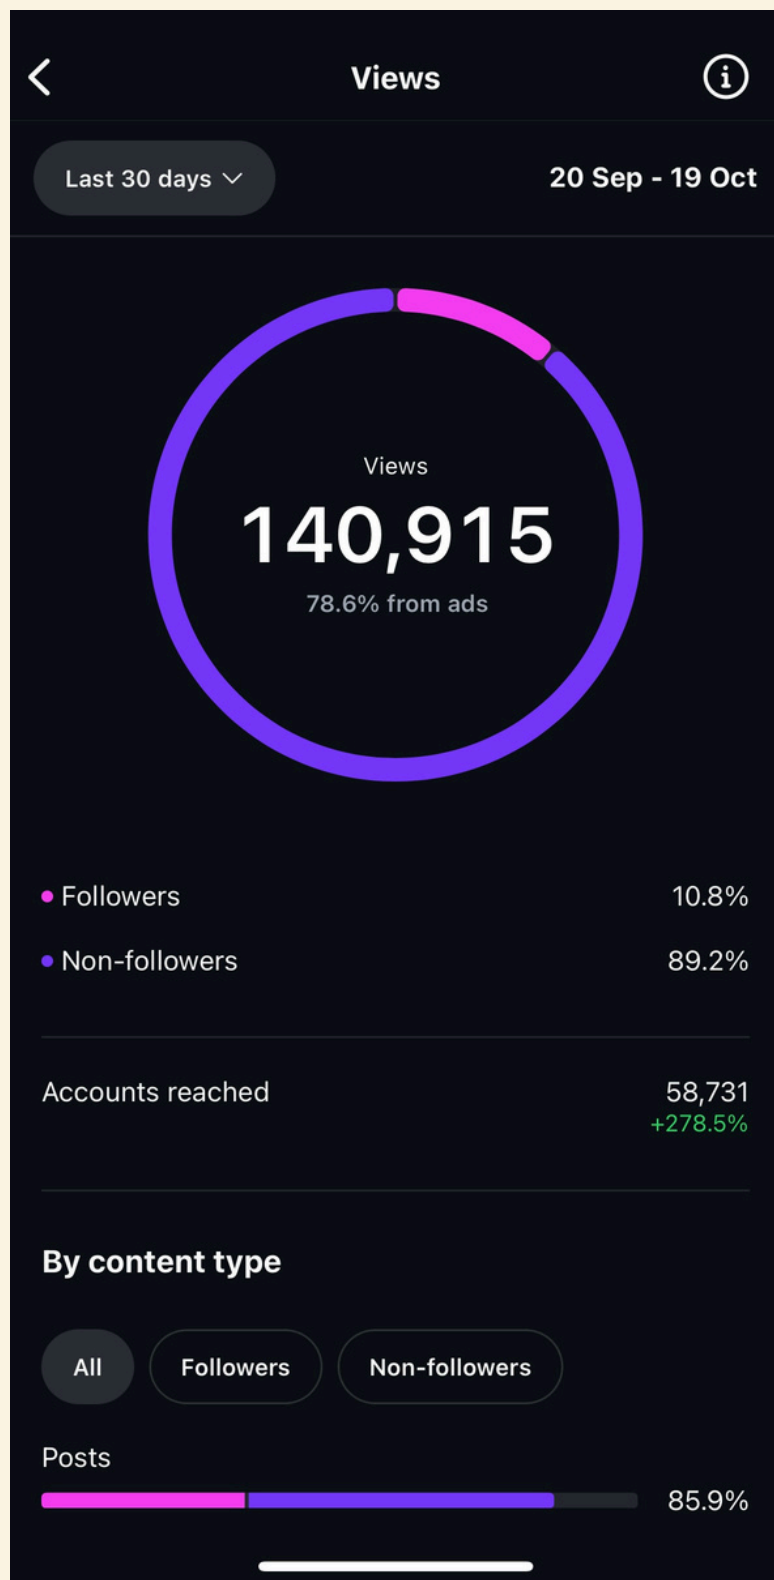 Views
Last 30 days
20 Sep - 19 Oct
Views
140,915
78.6% from ads
Followers 10.8%
Non-followers 89.2%
Accounts reached 58,731
+278.5%
By content type
All Followers Non-followers
Posts
85.9%